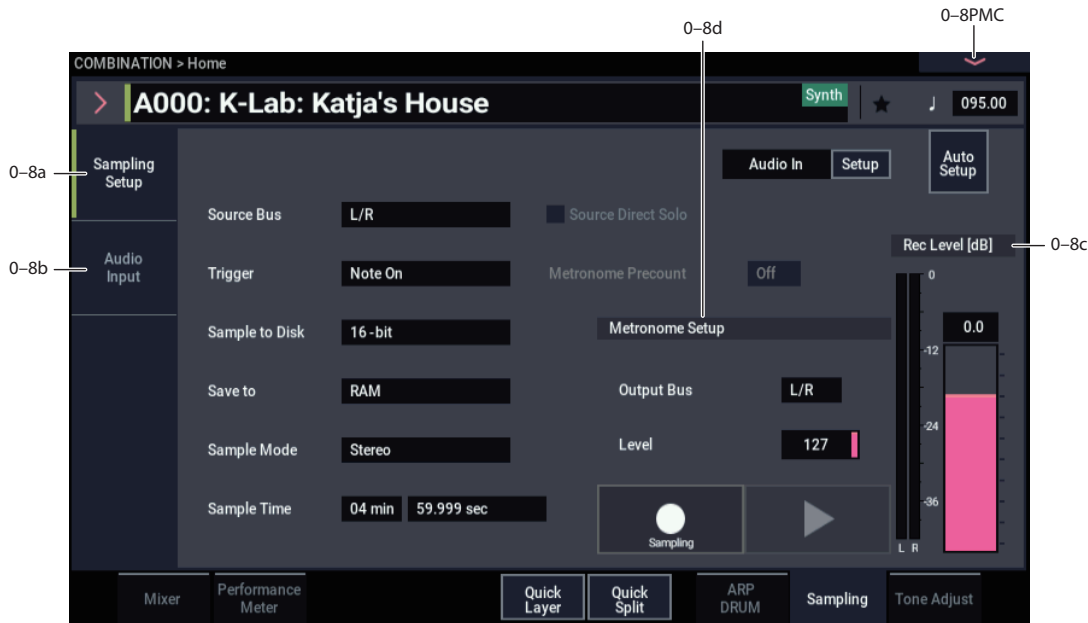 0–8PMC
0–8d
COMBINATION > Home
A000: K-Lab: Katja's House
Synth
♩ 095.00
0–8a
Sampling
Setup
Audio In
Setup
Auto
Setup
Source Bus
L/R
Source Direct Solo
Rec Level [dB]
0–8c
0–8b
Audio
Input
Trigger
Note On
Metronome Precount
Off
0
Sample to Disk
16-bit
Metronome Setup
0.0
-12
Save to
RAM
Output Bus
L/R
-24
Sample Mode
Stereo
Level
127
Sample Time
04 min
59.999 sec
-36
Sampling
L R
Mixer
Performance
Meter
Quick
Layer
Quick
Split
ARP
DRUM
Sampling
Tone Adjust